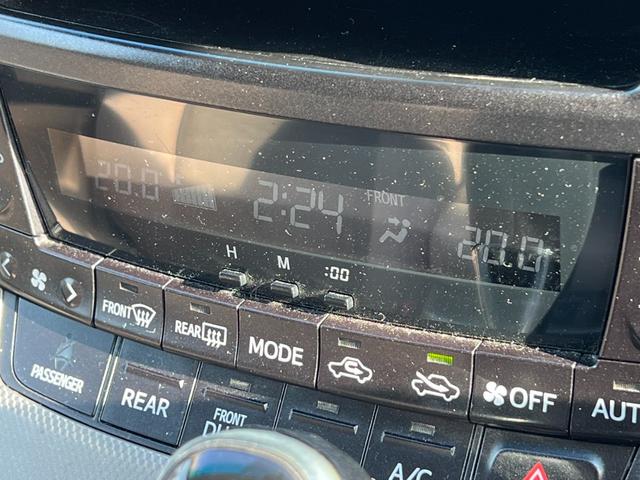 20.0 2:24 FRONT 20.0
H M :00
FRONT REAR MODE OFF AUT
PASSENGER REAR FRONT A/C